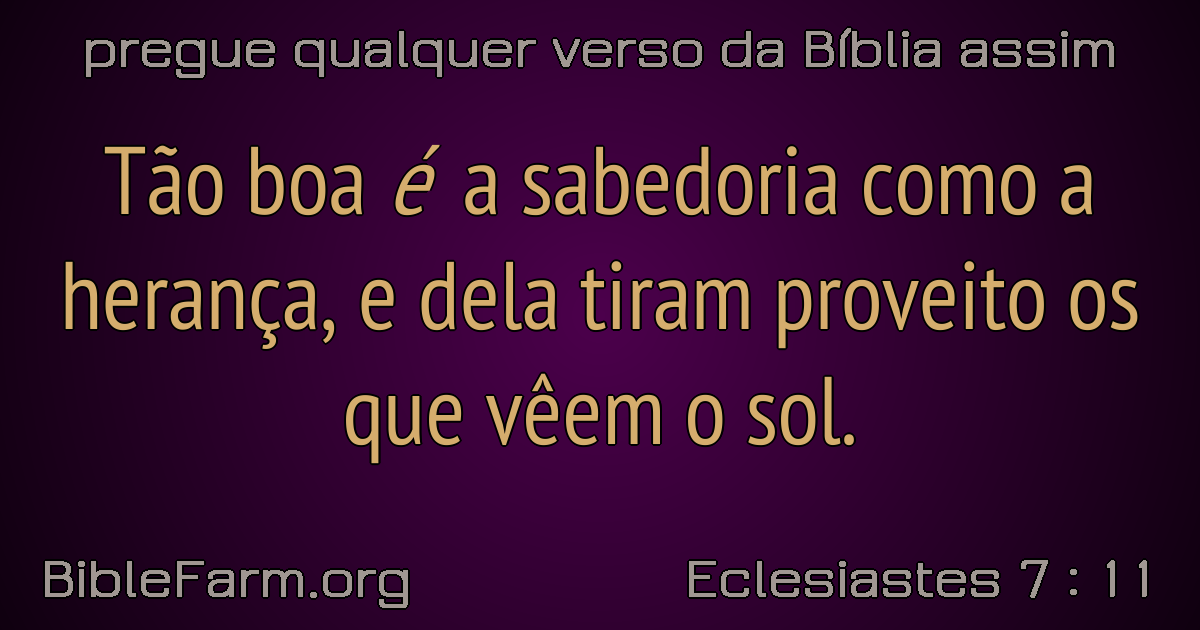 pregue qualquer verso da Bíblia assim
Tão boa é a sabedoria como a
herança, e dela tiram proveito os
que vêem o sol.
BibleFarm.org
Eclesiastes 7 : 11